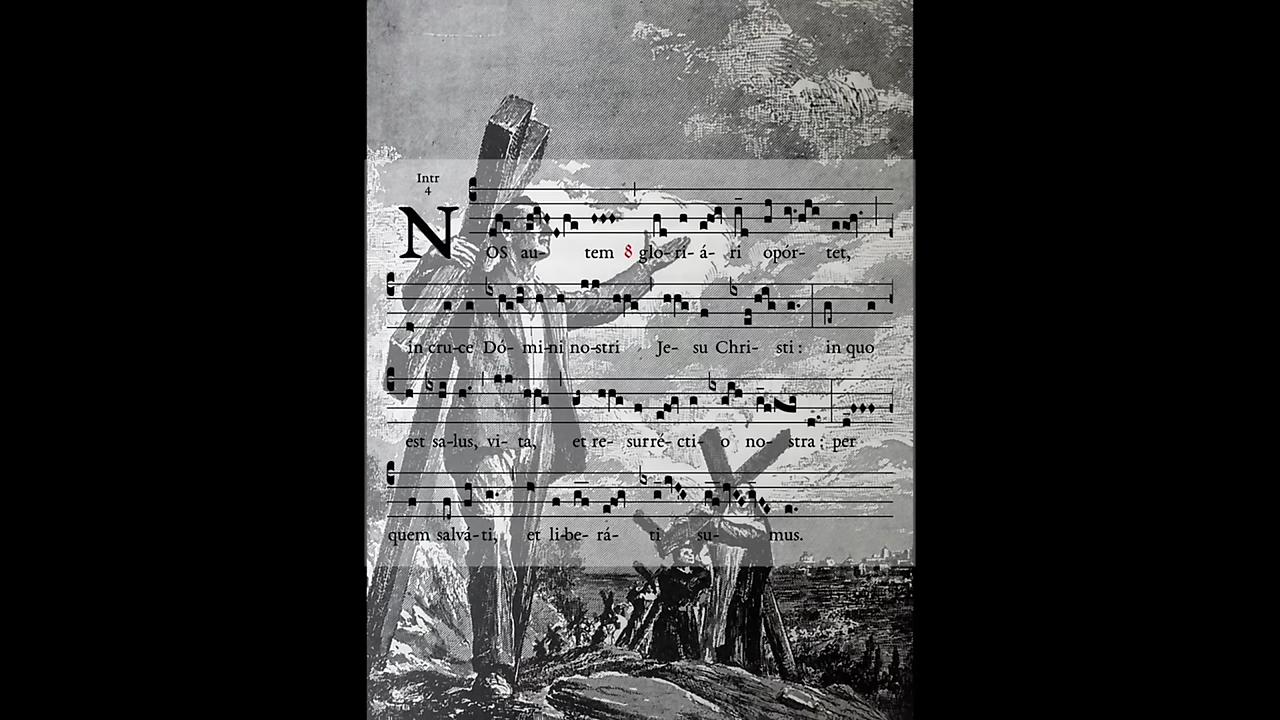 Intr
4
NOS au- tem 8 glo- ri- á- ri opór- tet,
in cru-ce Dó- mi-ni no-stri Je- su Chri- sti : in quo
est sa-lus, vi- ta, et re- surré- cti- o no- stra ; per
quem salvá-ti, et li-be- rá- ti su- mus.